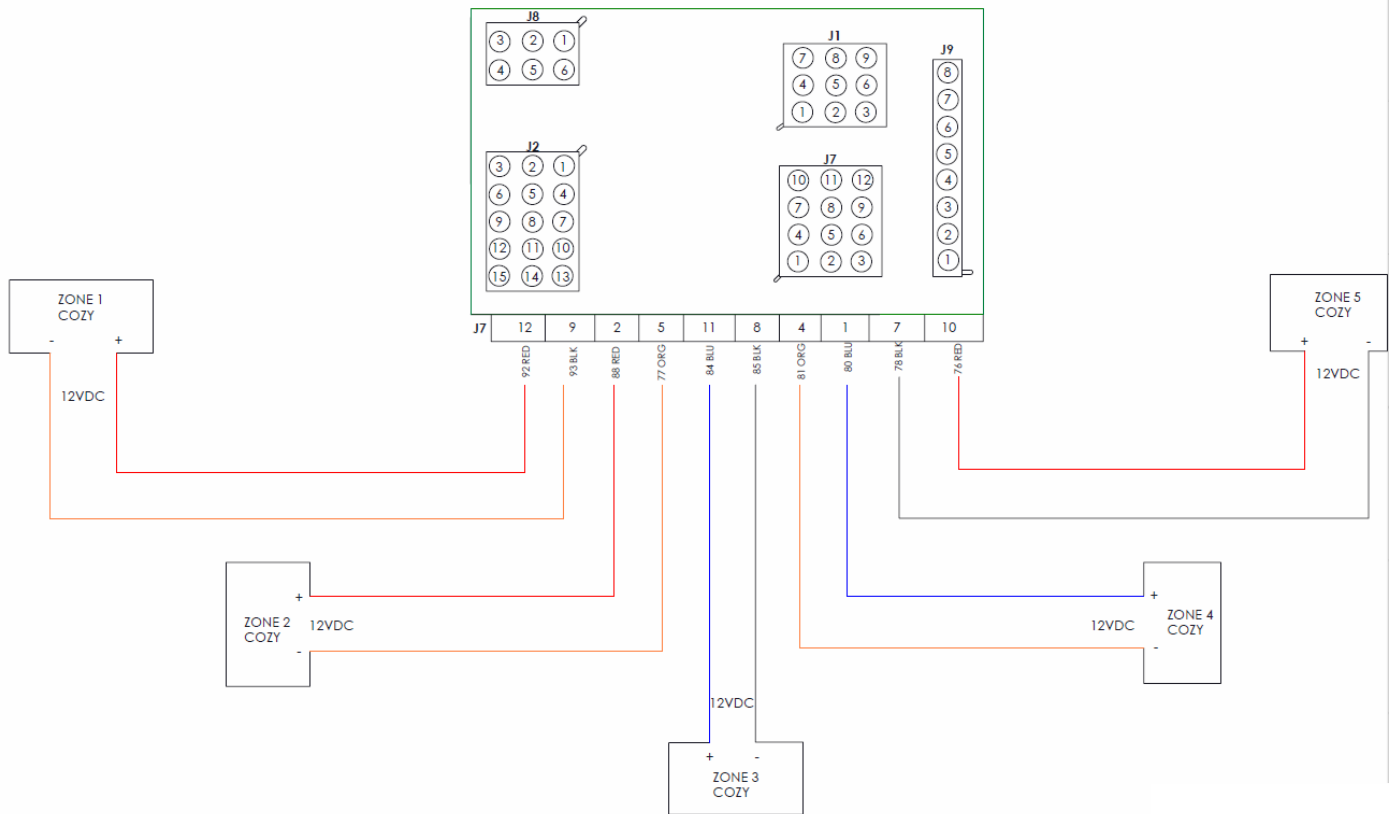 J8
3 2 1
4 5 6
J1
7 8 9
4 5 6
1 2 3
J9
8
7
6
5
4
3
2
1
J2
3 2 1
6 5 4
9 8 7
12 11 10
15 14 13
J7
10 11 12
7 8 9
4 5 6
1 2 3
J7 12 9 2 5 11 8 4 1 7 10
92 RED
93 BLK
88 RED
77 ORG
84 BLU
85 BLK
81 ORG
80 BLU
78 BLK
76 RED
ZONE 1
COZY
- +
12VDC
ZONE 5
COZY
+ -
12VDC
+
ZONE 2
COZY
12VDC
-
+
12VDC
ZONE 4
COZY
-
12VDC
+ -
ZONE 3
COZY